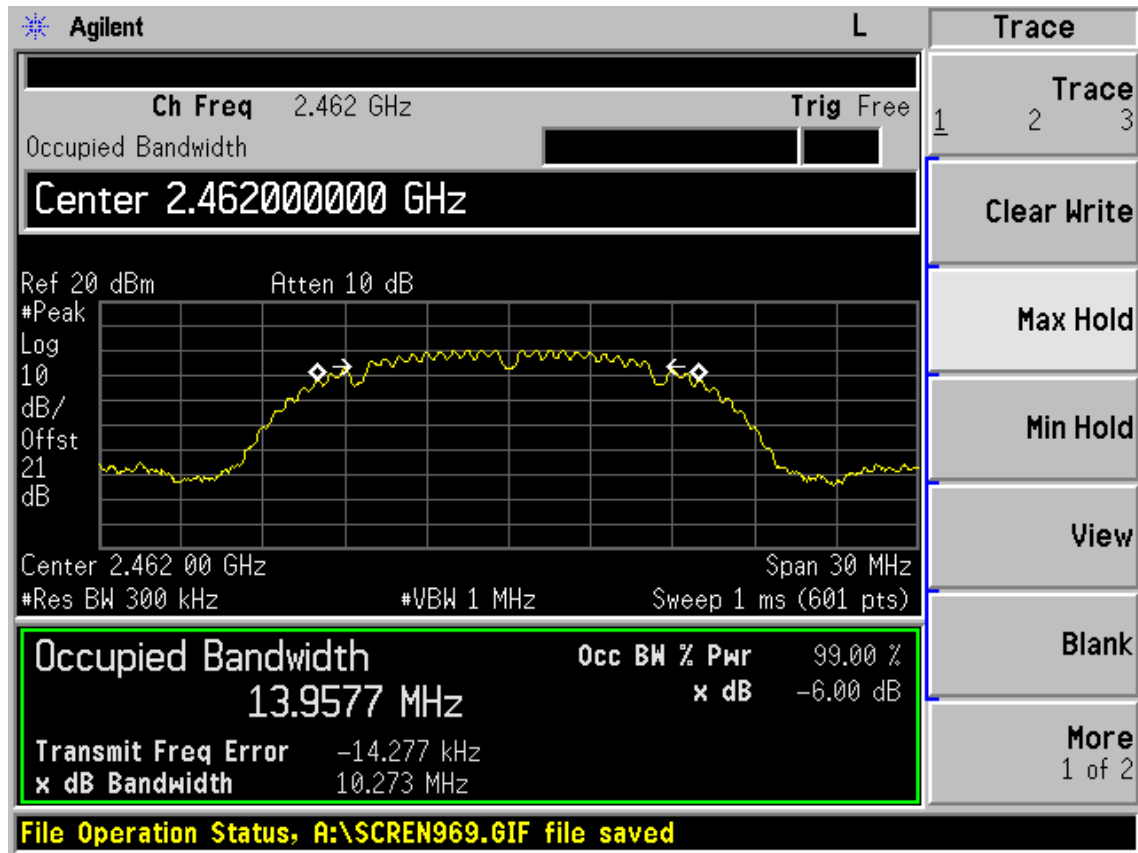 Agilent L Trace
Ch Freq 2.462 GHz Trig Free
Occupied Bandwidth
Center 2.462000000 GHz
Ref 20 dBm Atten 10 dB
#Peak
Log
10
dB/
Offst
21
dB
Center 2.462 00 GHz Span 30 MHz
#Res BW 300 kHz #VBW 1 MHz Sweep 1 ms (601 pts)
Occupied Bandwidth
13.9577 MHz
Occ BW % Pwr 99.00 %
x dB -6.00 dB
Transmit Freq Error -14.277 kHz
x dB Bandwidth 10.273 MHz
File Operation Status, A:\SCREN969.GIF file saved
Trace
1 2 3
Clear Write
Max Hold
Min Hold
View
Blank
More
1 of 2